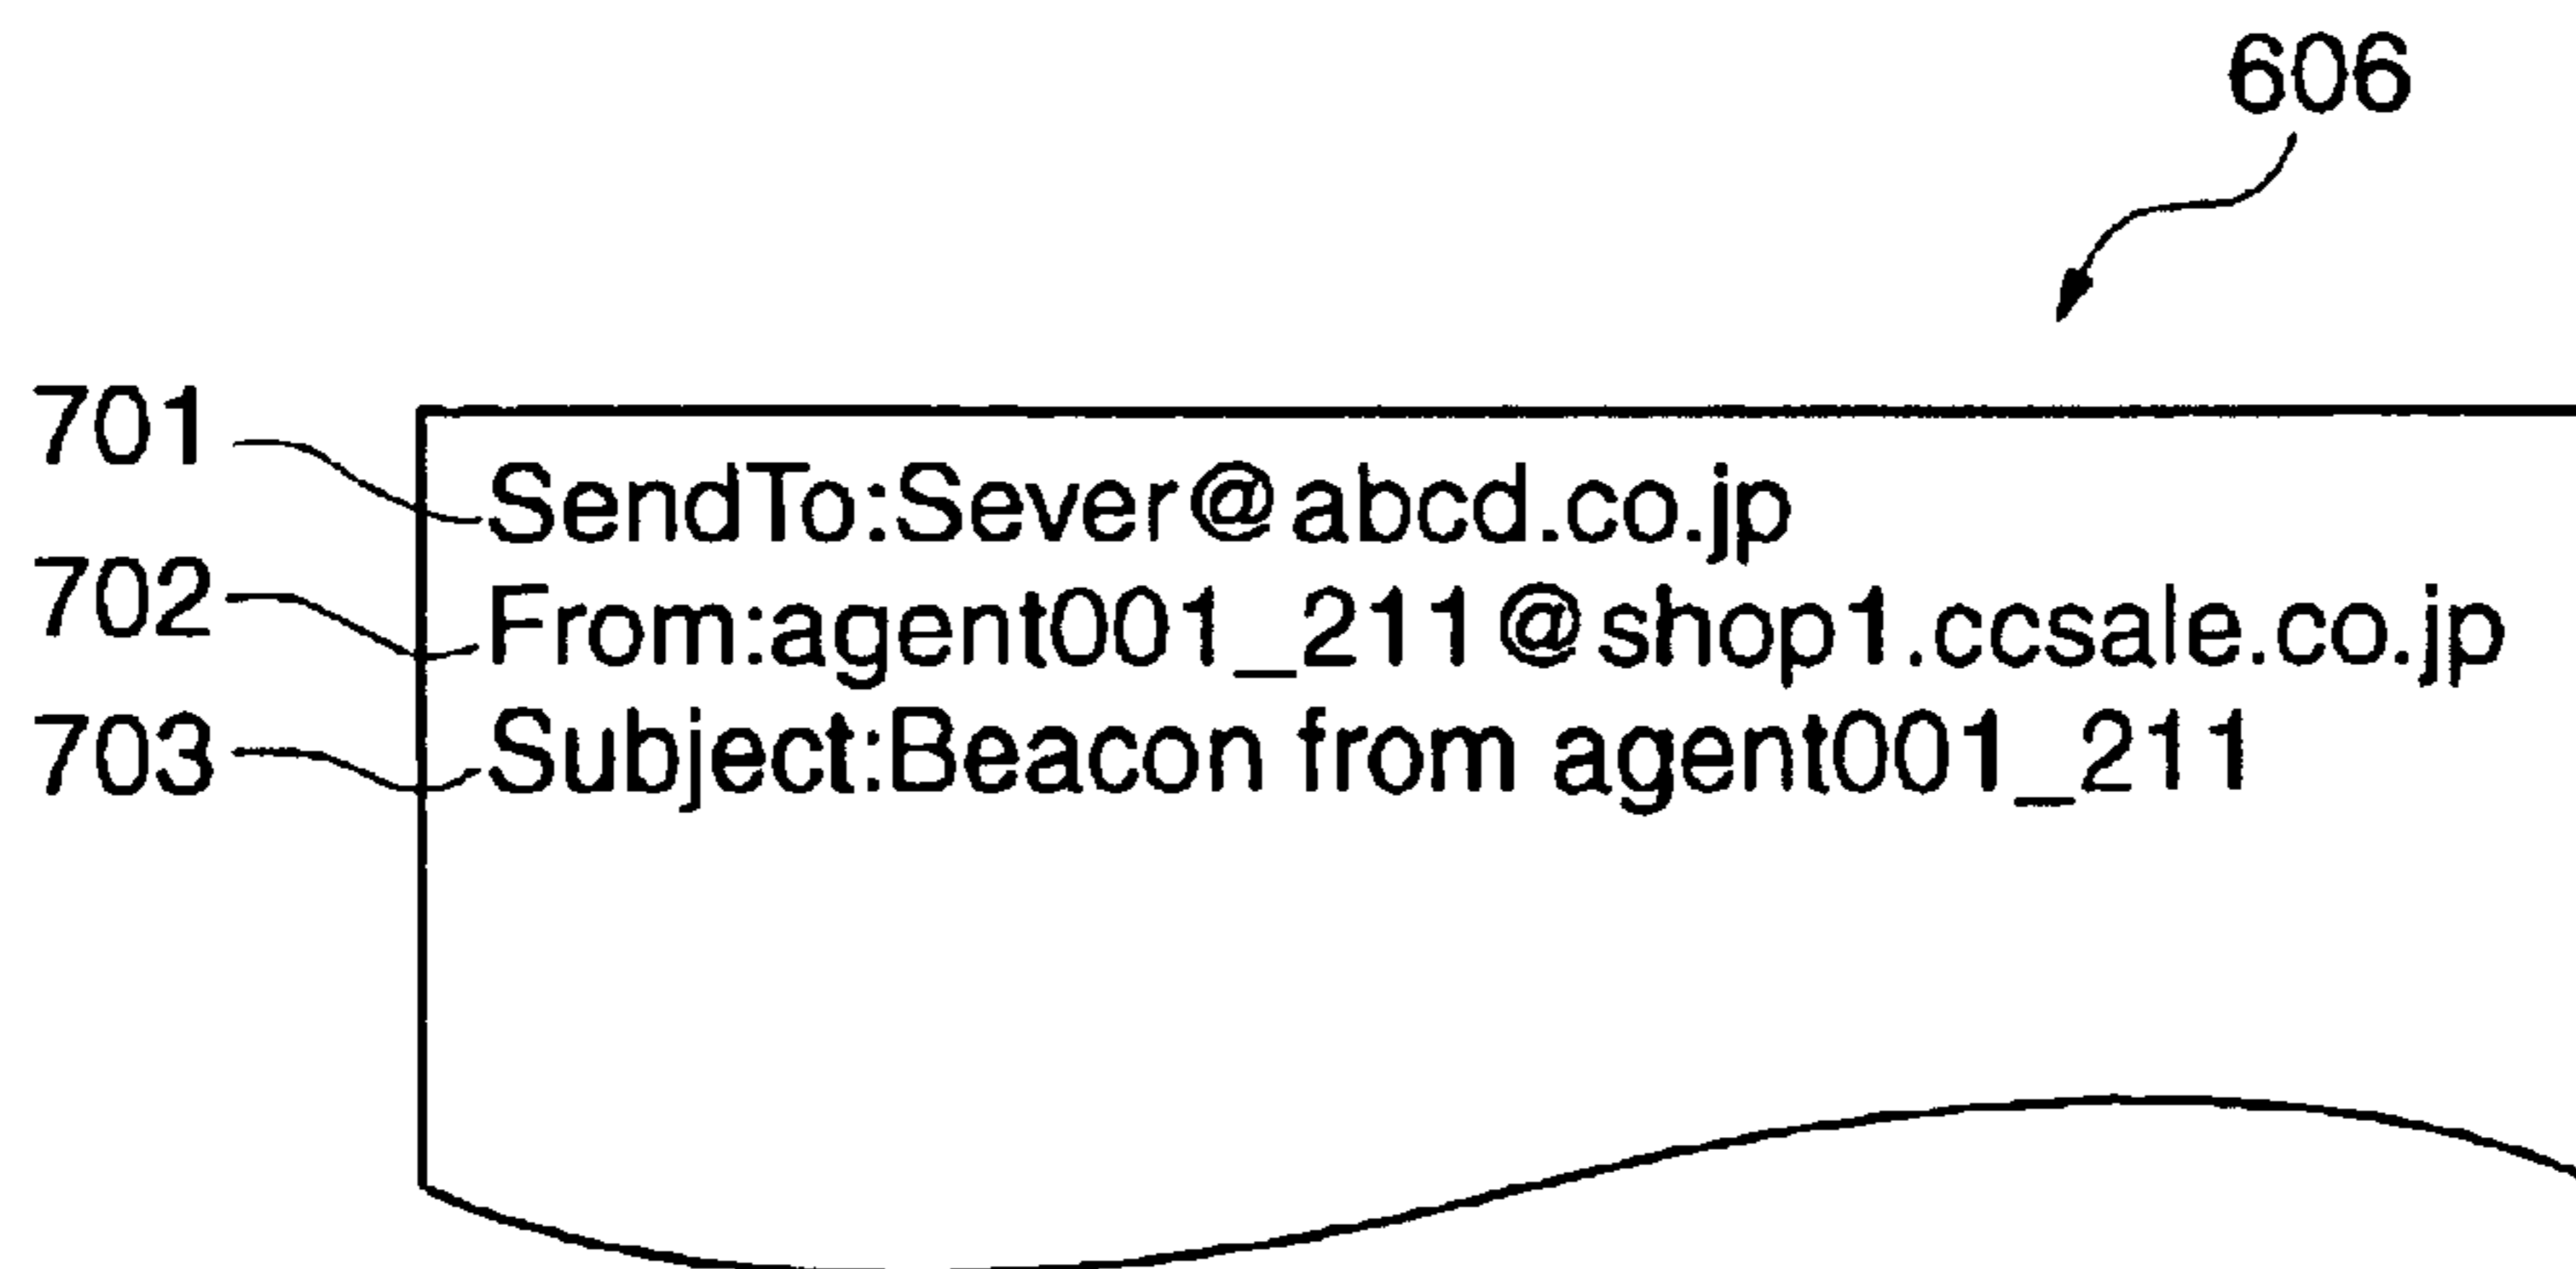 606
701
SendTo:Sever@abcd.co.jp
702
From:agent001_211@shop1.ccsale.co.jp
703
Subject:Beacon from agent001_211